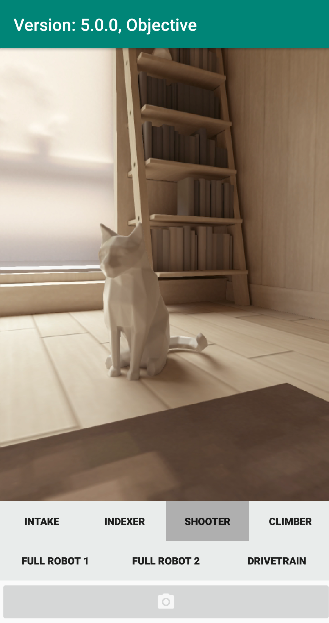 Version: 5.0.0, Objective
INTAKE INDEXER SHOOTER CLIMBER
FULL ROBOT 1 FULL ROBOT 2 DRIVETRAIN